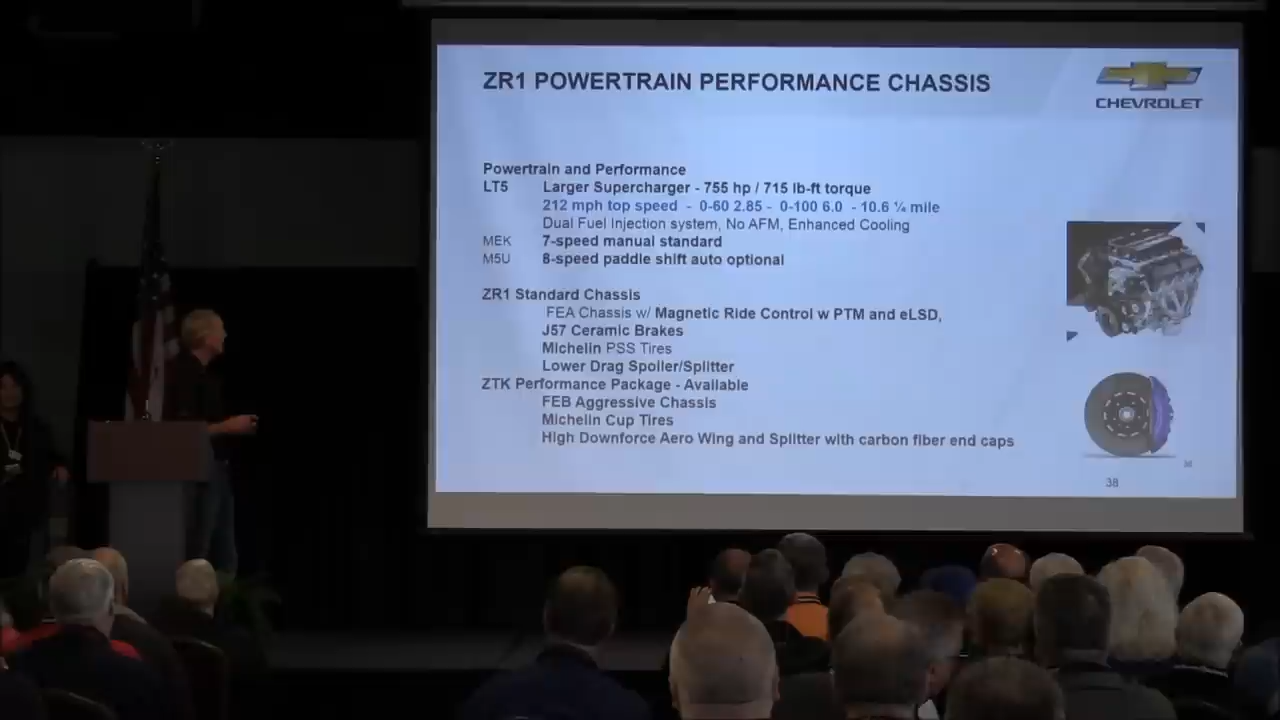 ZR1 POWERTRAIN PERFORMANCE CHASSIS
CHEVROLET
Powertrain and Performance
LT5 Larger Supercharger - 755 hp / 715 lb-ft torque
212 mph top speed - 0-60 2.85 - 0-100 6.0 - 10.6 ¼ mile
Dual Fuel Injection system, No AFM, Enhanced Cooling
MEK 7-speed manual standard
M5U 8-speed paddle shift auto optional
ZR1 Standard Chassis
FEA Chassis w/ Magnetic Ride Control w PTM and eLSD,
J57 Ceramic Brakes
Michelin PSS Tires
Lower Drag Spoiler/Splitter
ZTK Performance Package - Available
FEB Aggressive Chassis
Michelin Cup Tires
High Downforce Aero Wing and Splitter with carbon fiber end caps
38